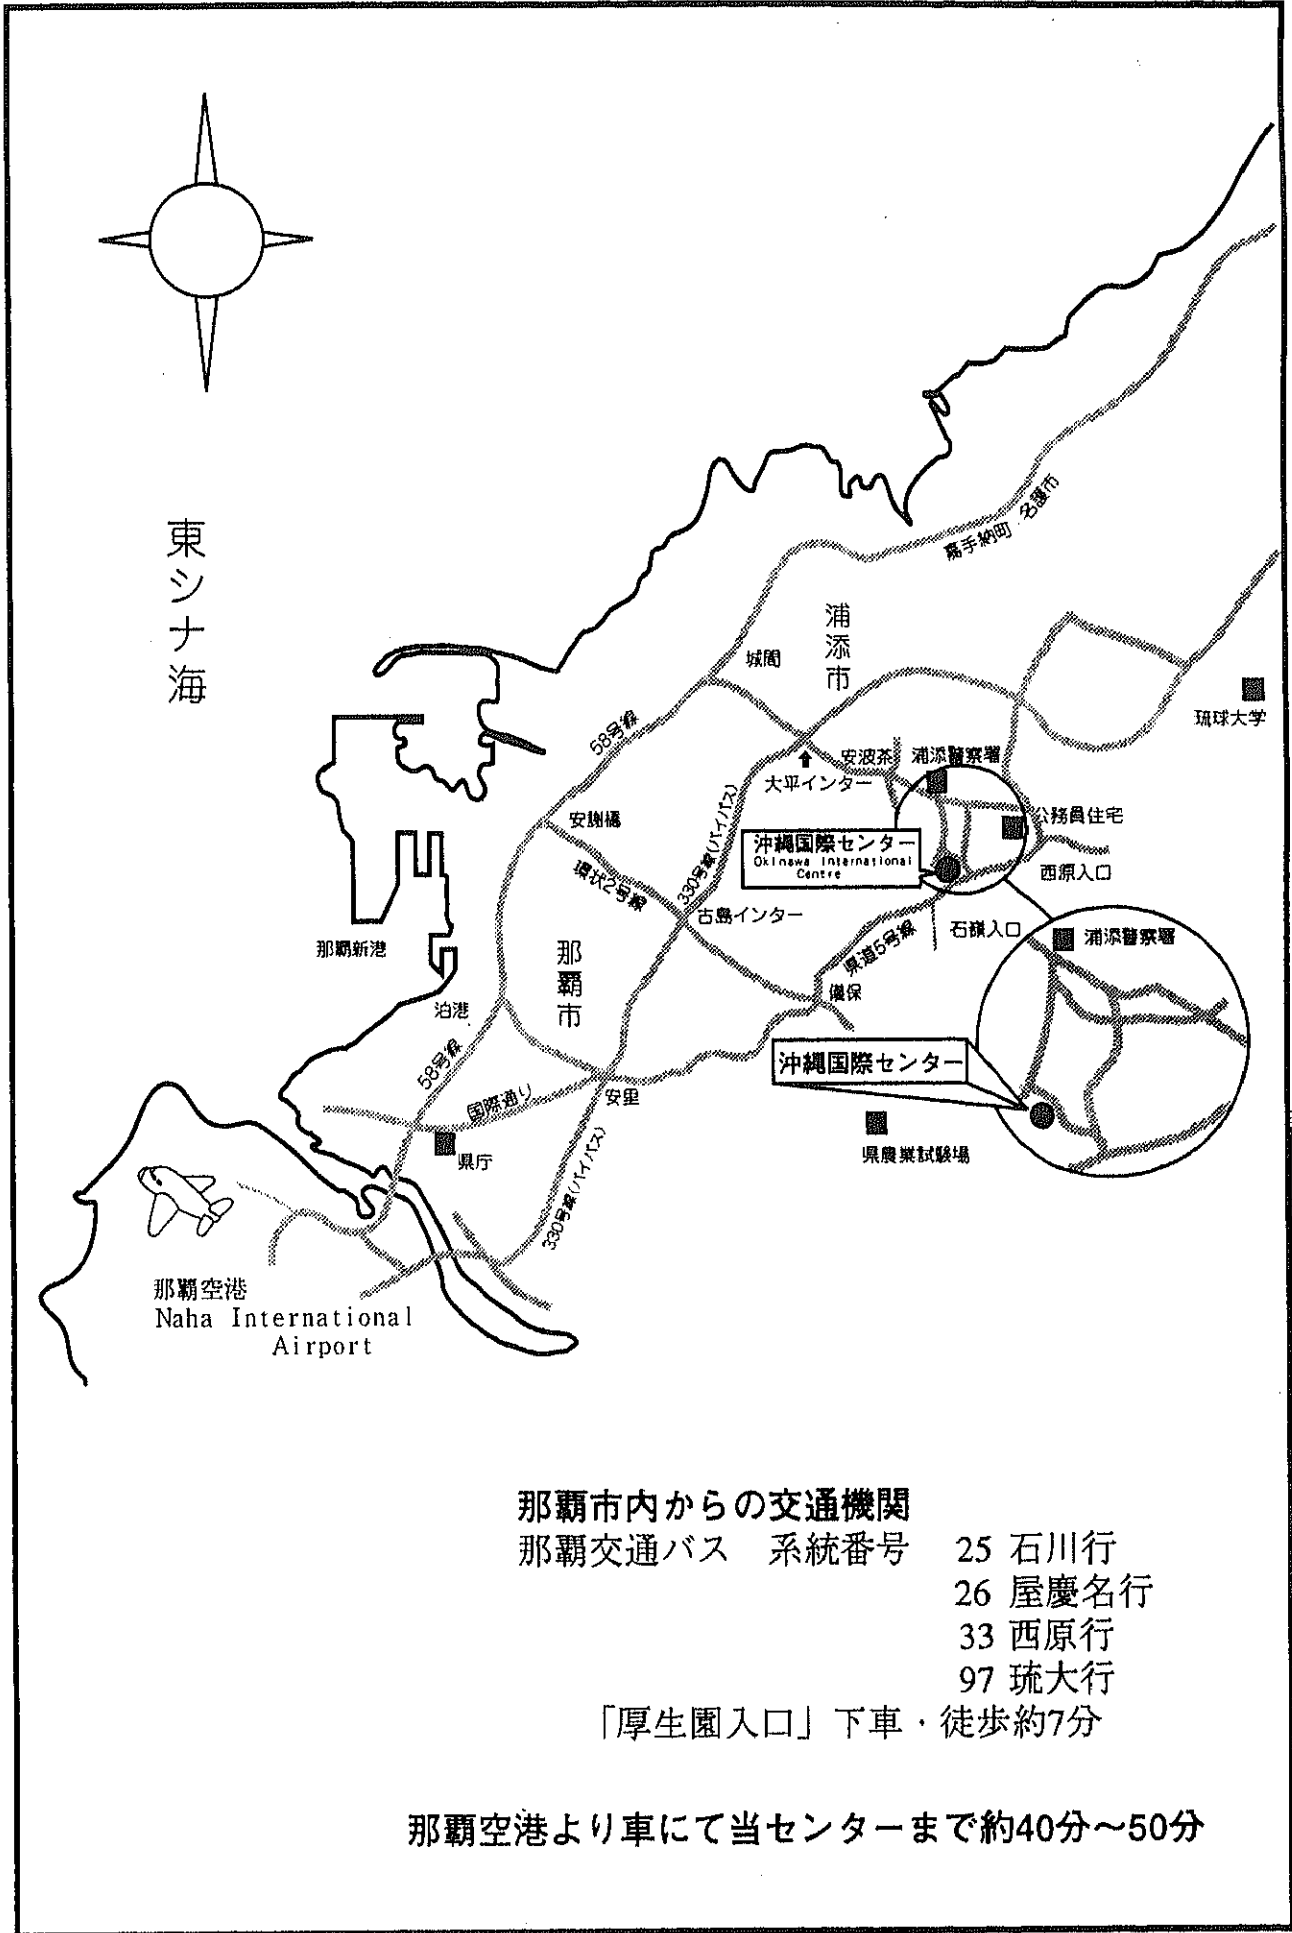 東シナ海
嘉手納町・名護市
浦添市
城間
琉球大学
58号線
安波茶
浦添警察署
大平インター
公務員住宅
安謝橋
沖縄国際センター
Okinawa International
Centre
330号線(バイパス)
環状2号線
西原入口
古島インター
石嶺入口
那覇新港
那覇市
県道5号線
浦添警察署
儀保
泊港
58号線
沖縄国際センター
国際通り
安里
県庁
県農業試験場
330号線(バイパス)
那覇空港
Naha International
Airport
那覇市内からの交通機関
那覇交通バス 系統番号 25 石川行
26 屋慶名行
33 西原行
97 琉大行
「厚生園入口」下車・徒歩約7分
那覇空港より車にて当センターまで約40分〜50分